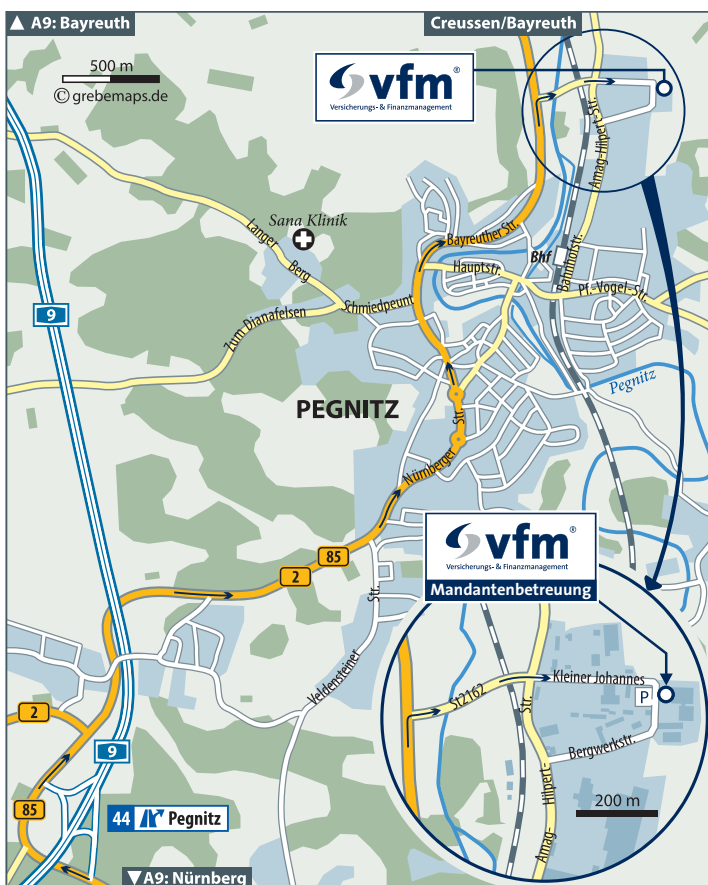 ▲ A9: Bayreuth
Creussen/Bayreuth
500 m
© grebemaps.de
vfm®
Versicherungs- & Finanzmanagement
Amag-Hilpert-Str.
Sana Klinik
Langer Berg
Bayreuther Str.
Hauptstr.
Bhf
Bahnhofstr.
Pf.-Vogel-Str.
Schmiedpeunt
Zum Dianafelsen
9
Pegnitz
PEGNITZ
Nürnberger Str.
vfm®
Versicherungs- & Finanzmanagement
Mandantenbetreuung
85
2
Veldensteiner Str.
St2162
Kleiner Johannes
P
Bergwerkstr.
Amag-Hilpert-Str.
200 m
2
9
85
44 Pegnitz
▼A9: Nürnberg